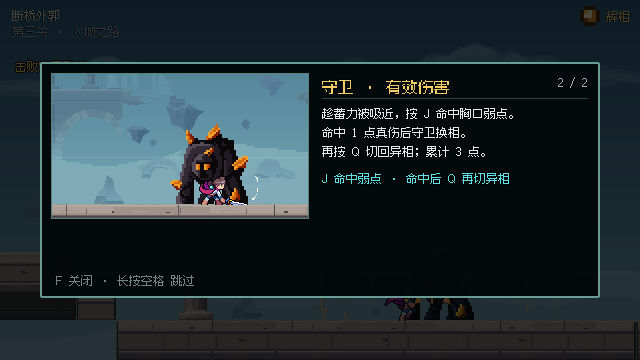 断桥外郭
辉相
第三关 · 入城之路
击败
守卫 · 有效伤害
2 / 2
趁蓄力被吸近，按 J 命中胸口弱点。
命中 1 点真伤后守卫换相。
再按 Q 切回异相；累计 3 点。
J 命中弱点 · 命中后 Q 再切异相
F 关闭 · 长按空格 跳过